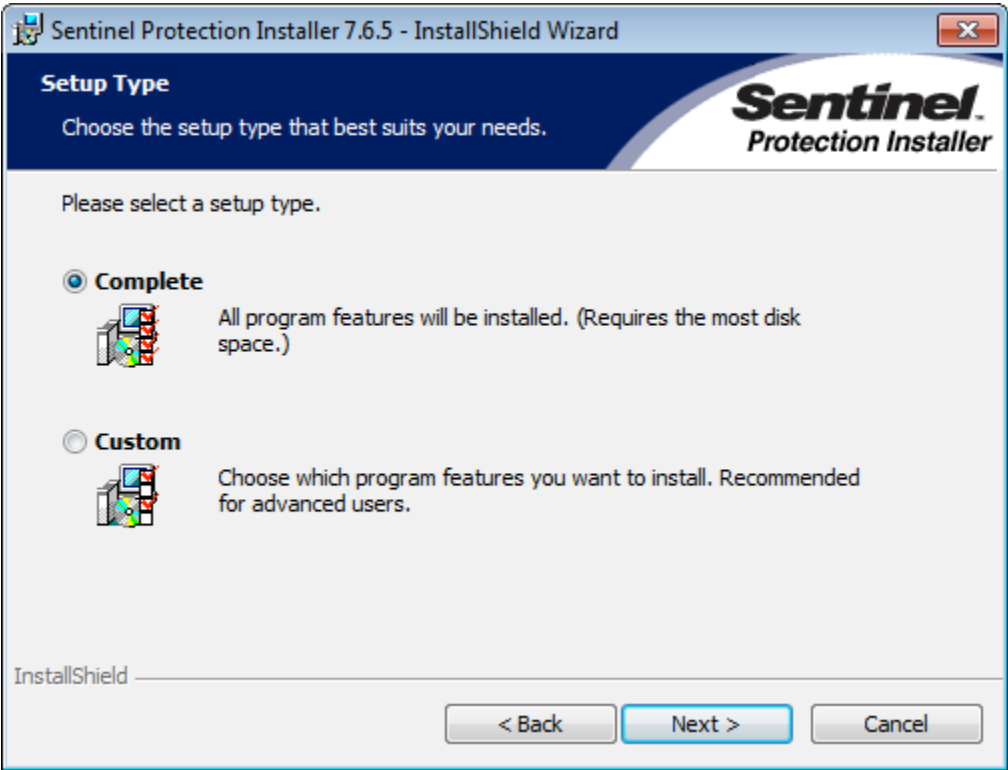 Sentinel Protection Installer 7.6.5 - InstallShield Wizard
Setup Type
Choose the setup type that best suits your needs.
Sentinel.
Protection Installer
Please select a setup type.
Complete
All program features will be installed. (Requires the most disk
space.)
Custom
Choose which program features you want to install. Recommended
for advanced users.
InstallShield
< Back
Next >
Cancel